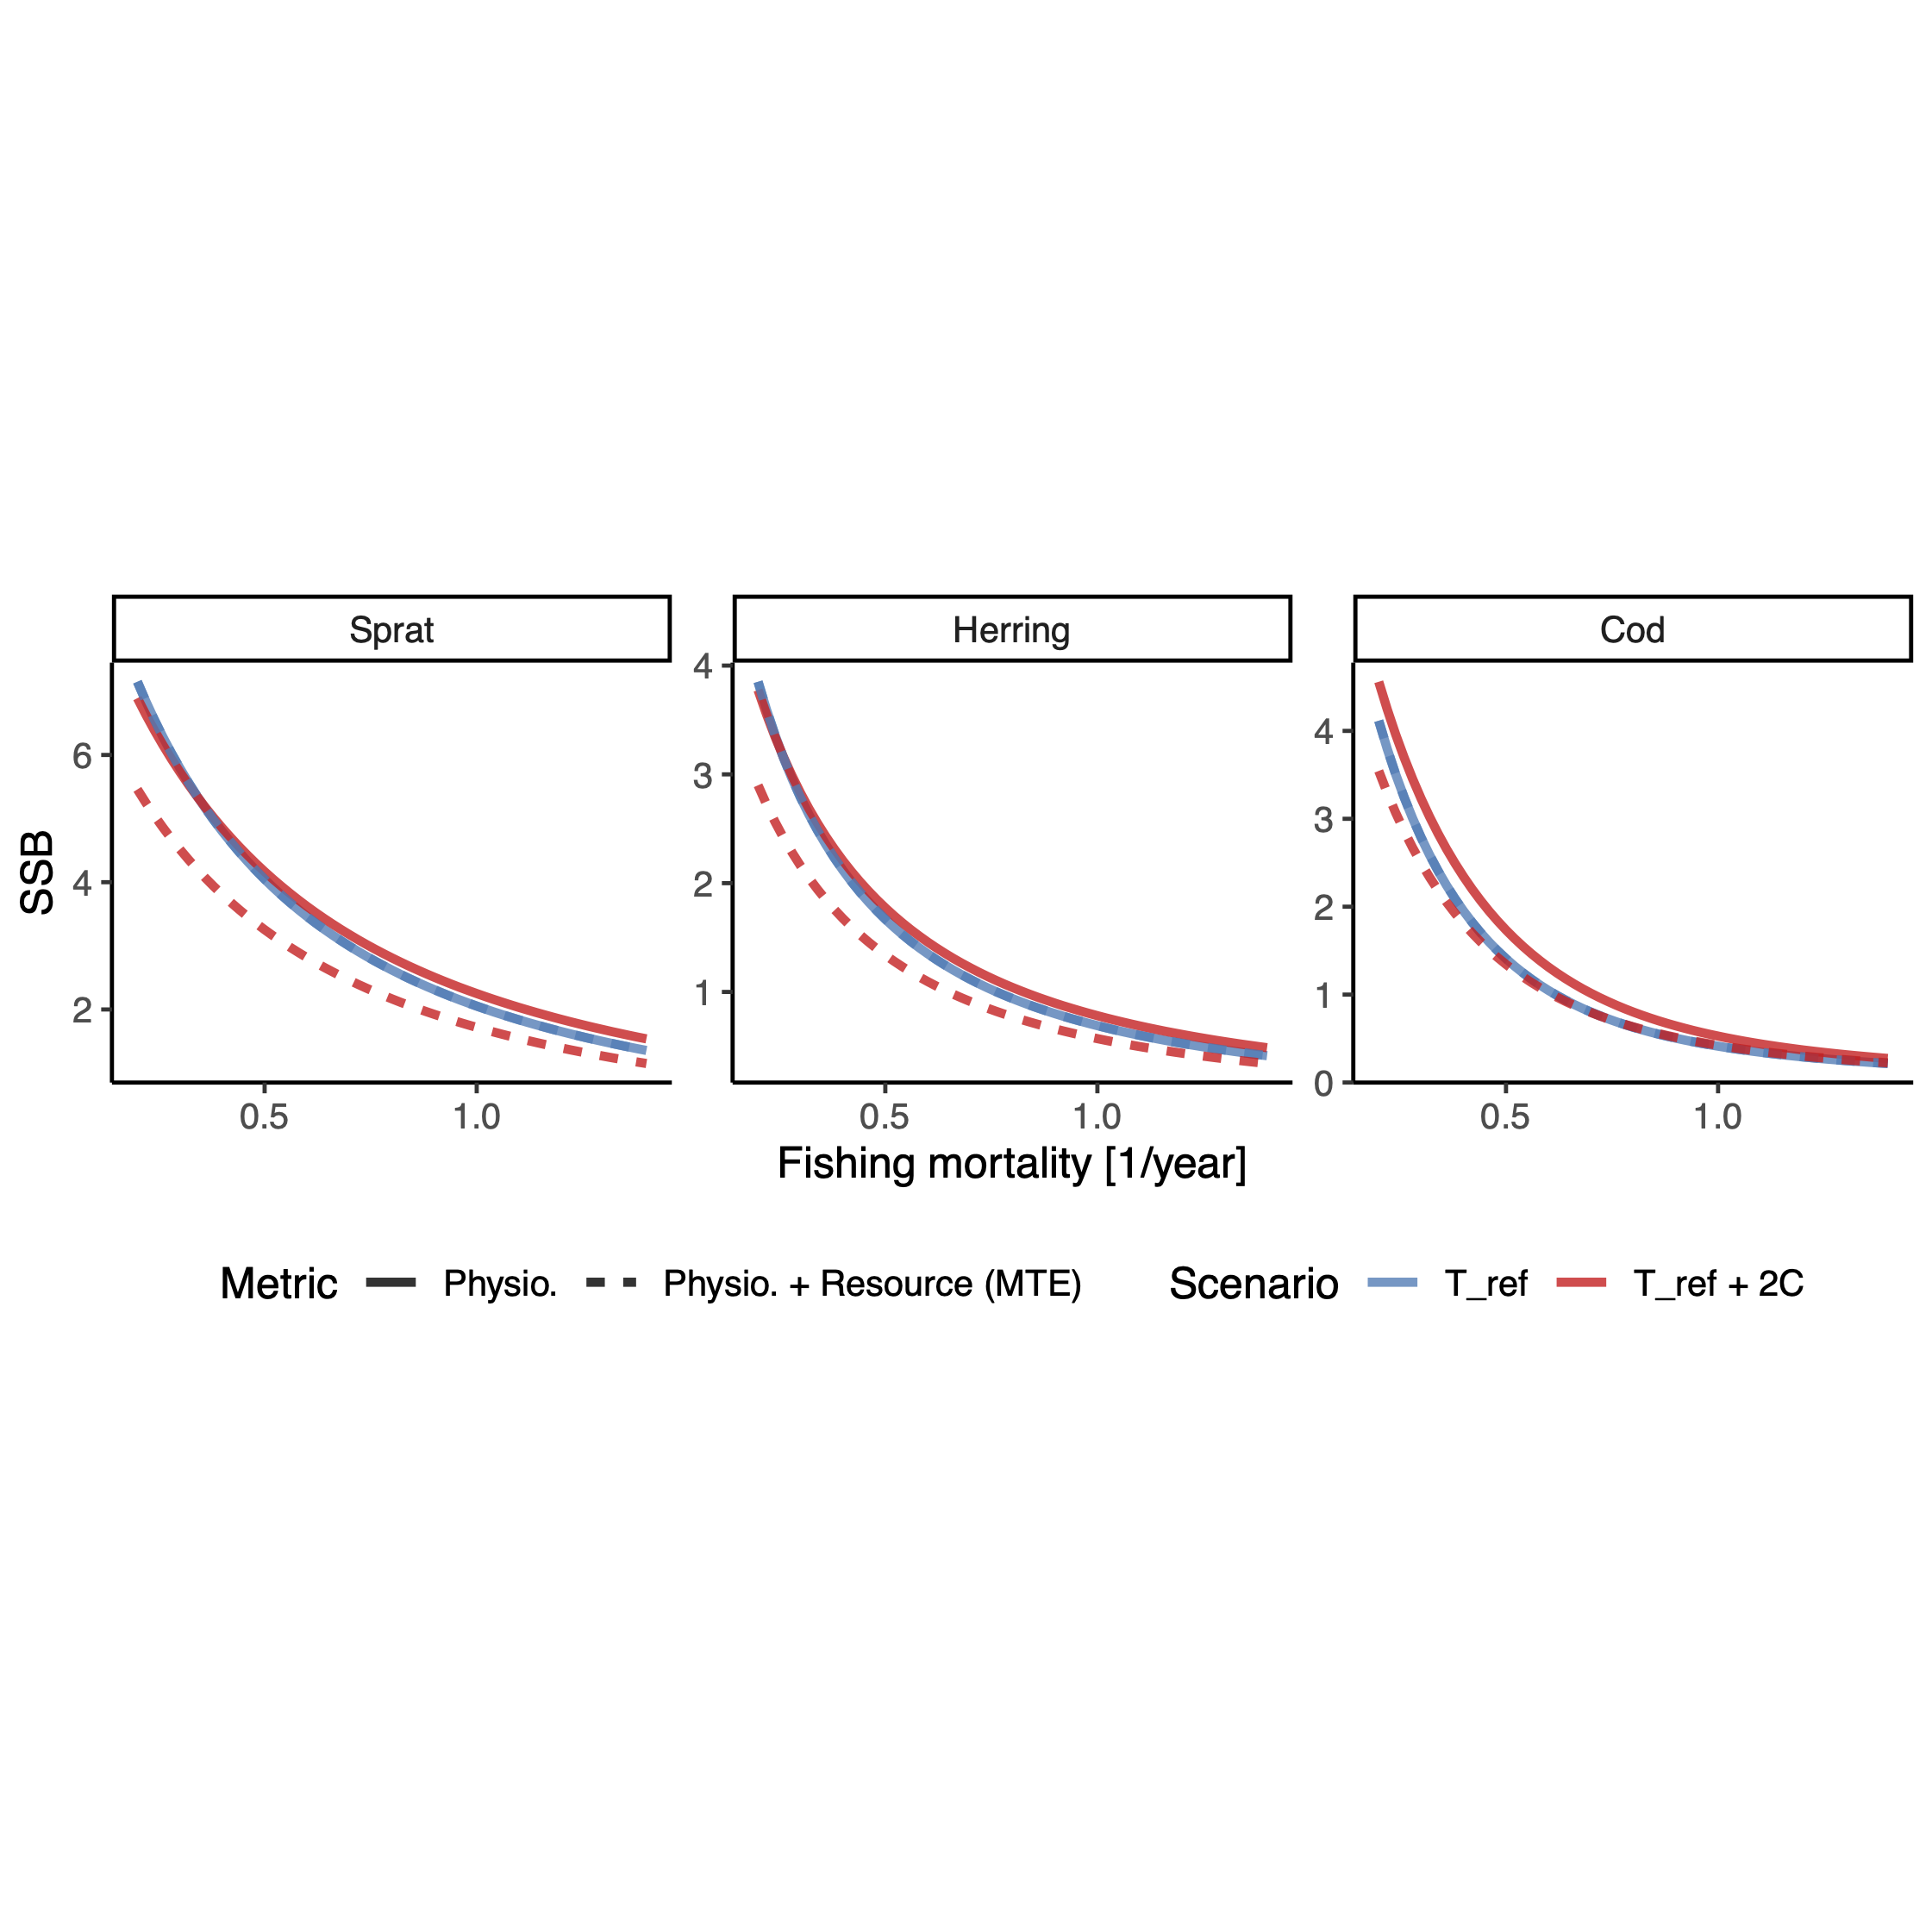 Sprat Herring Cod
SSB
6
4
2
4
3
2
1
4
3
2
1
0
0.5 1.0 0.5 1.0 0.5 1.0
Fishing mortality [1/year]
Metric Physio. Physio. + Resource (MTE) Scenario T_ref T_ref + 2C